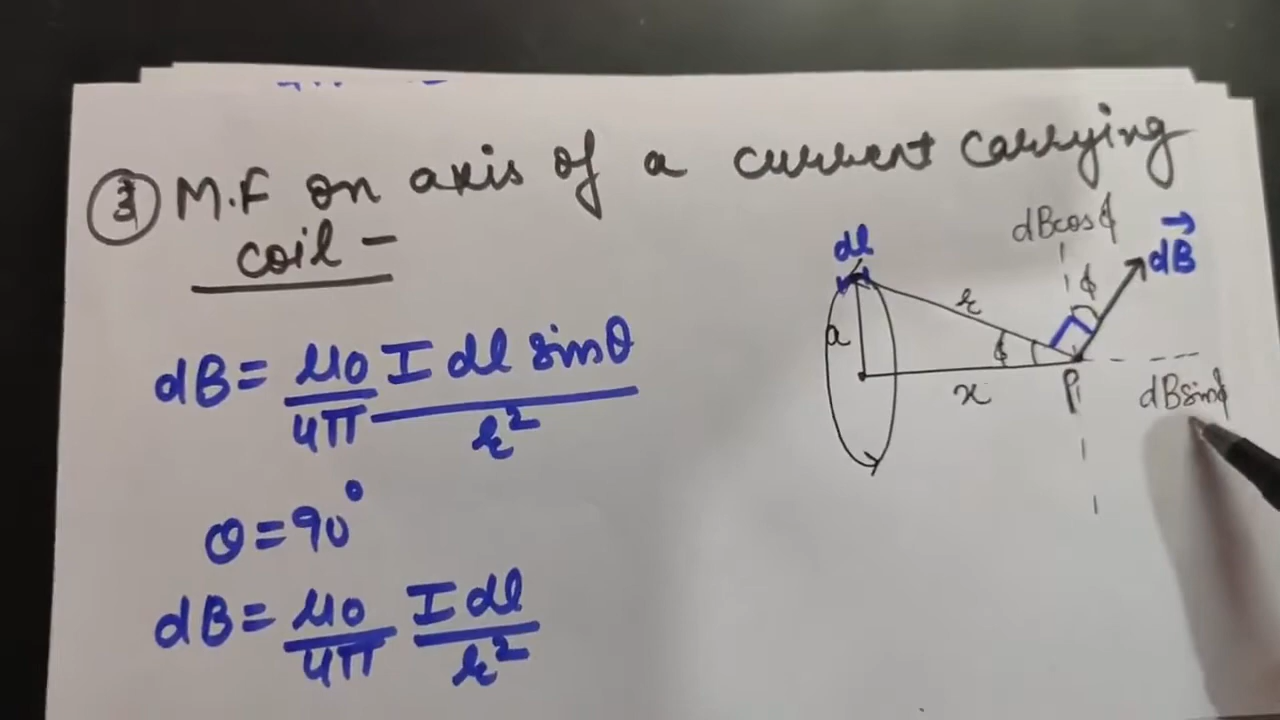 ③ M.F on axis of a current carrying
coil -
dB = μ0/4π I dl sinθ/r²
θ = 90°
dB = μ0/4π I dl/r²
dl
a
r
x
ϕ
P
dBcosϕ
ϕ
dB→
dBsinϕ